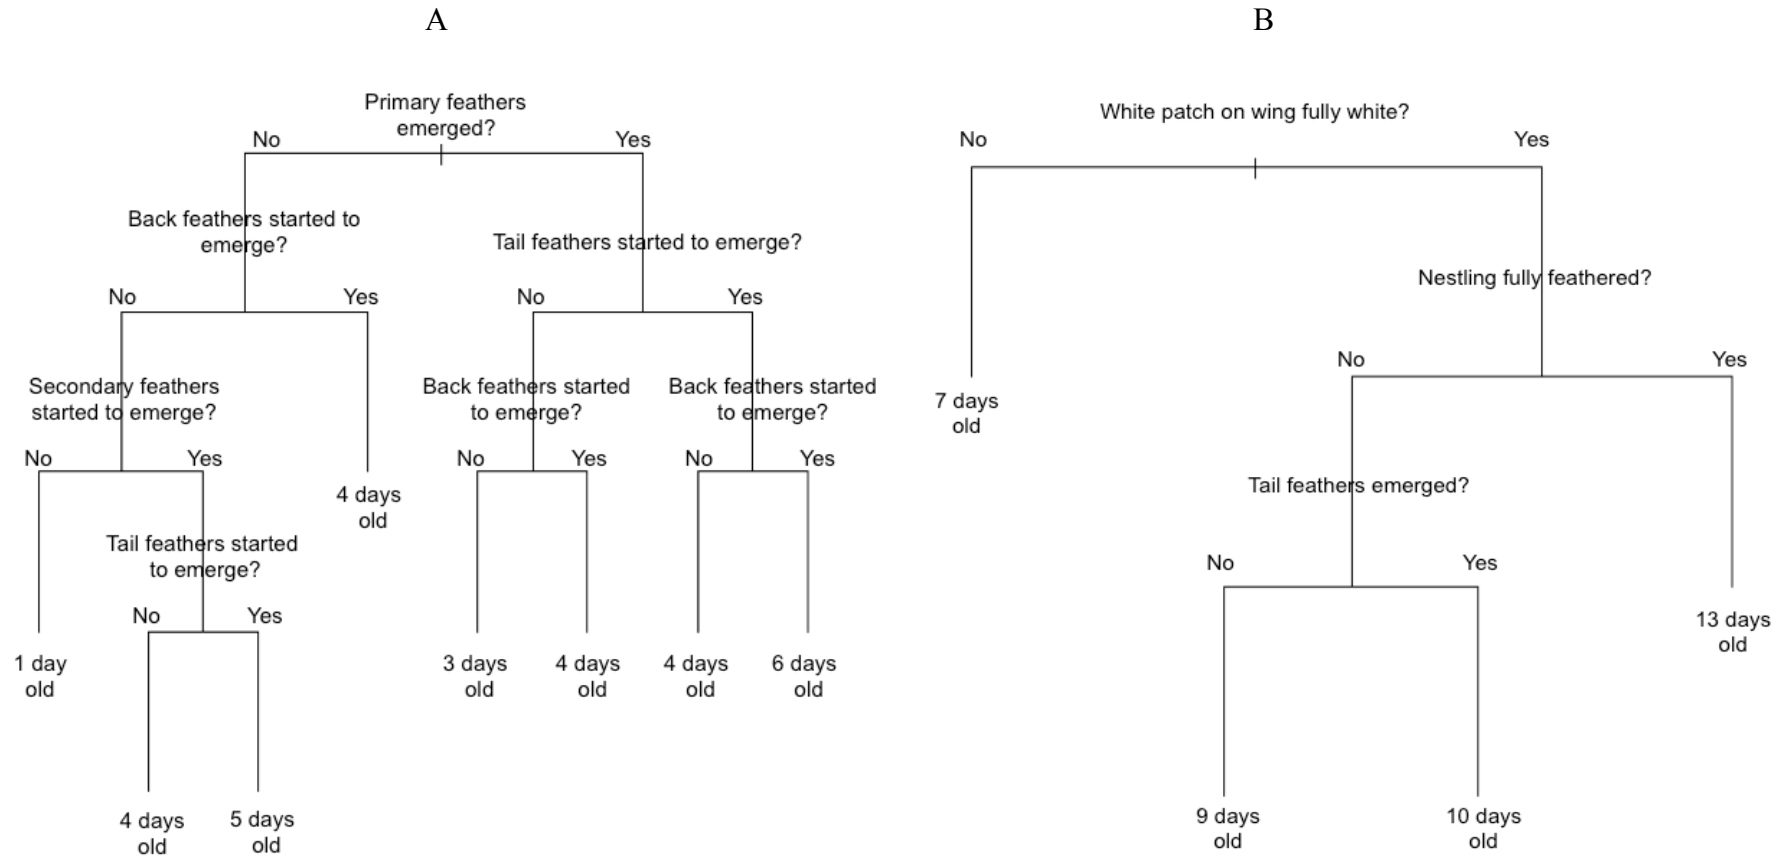 A
Primary feathers
emerged?
No
Yes
Back feathers started to
emerge?
Tail feathers started to emerge?
No
Yes
No
Yes
Secondary feathers
started to emerge?
Back feathers started
to emerge?
Back feathers started
to emerge?
No
Yes
4 days
old
No
Yes
No
Yes
Tail feathers started
to emerge?
No
Yes
1 day
old
3 days
old
4 days
old
4 days
old
6 days
old
4 days
old
5 days
old
B
White patch on wing fully white?
No
Yes
Nestling fully feathered?
No
Yes
7 days
old
Tail feathers emerged?
No
Yes
13 days
old
9 days
old
10 days
old